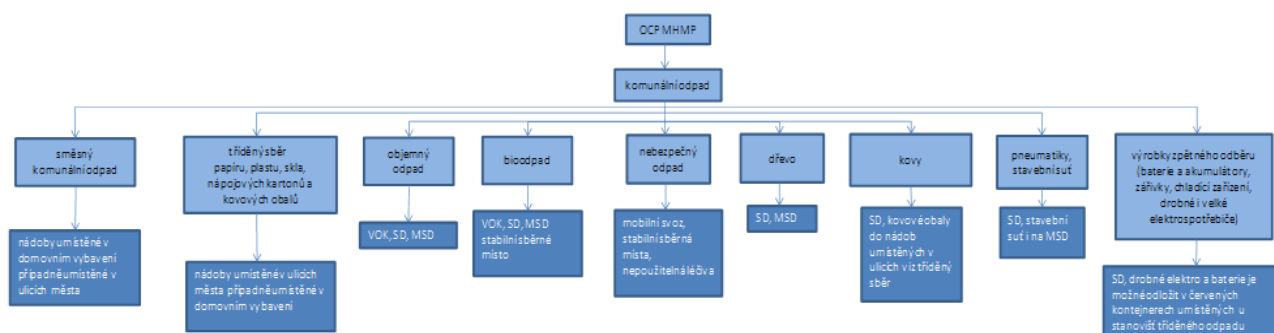 OCP MHMP
komunální odpad
směsný
komunální odpad
tříděný sběr
papíru, plastu, skla,
nápojových kartonů a
kovových obalů
objemný
odpad
bioodpad
nebezpečný
odpad
dřevo
kovy
pneumatiky,
stavební suť
výrobky zpětného odběru
(baterie a akumulátory,
zářivky, chladící zařízení,
drobné i velké
elektrospotřebiče)
nádoby umístěné v
domovním vybavení
případně umístěné v
ulicích města
nádoby umístěné v ulicích
města případně umístěné v
domovním vybavení
VOK, SD, MSD
VOK, SD, MSD
stabilní sběrné
místo
mobilní svoz,
stabilní sběrná
místa,
nepoužitelná léčiva
SD, MSD
SD, kovové obaly
do nádob
umístěných v
ulicích viz tříděný
sběr
SD, stavební
suť i na MSD
SD, drobné elektro a baterie je
možné odložit v červených
kontejnerech umístěných u
stanovišť tříděného odpadu